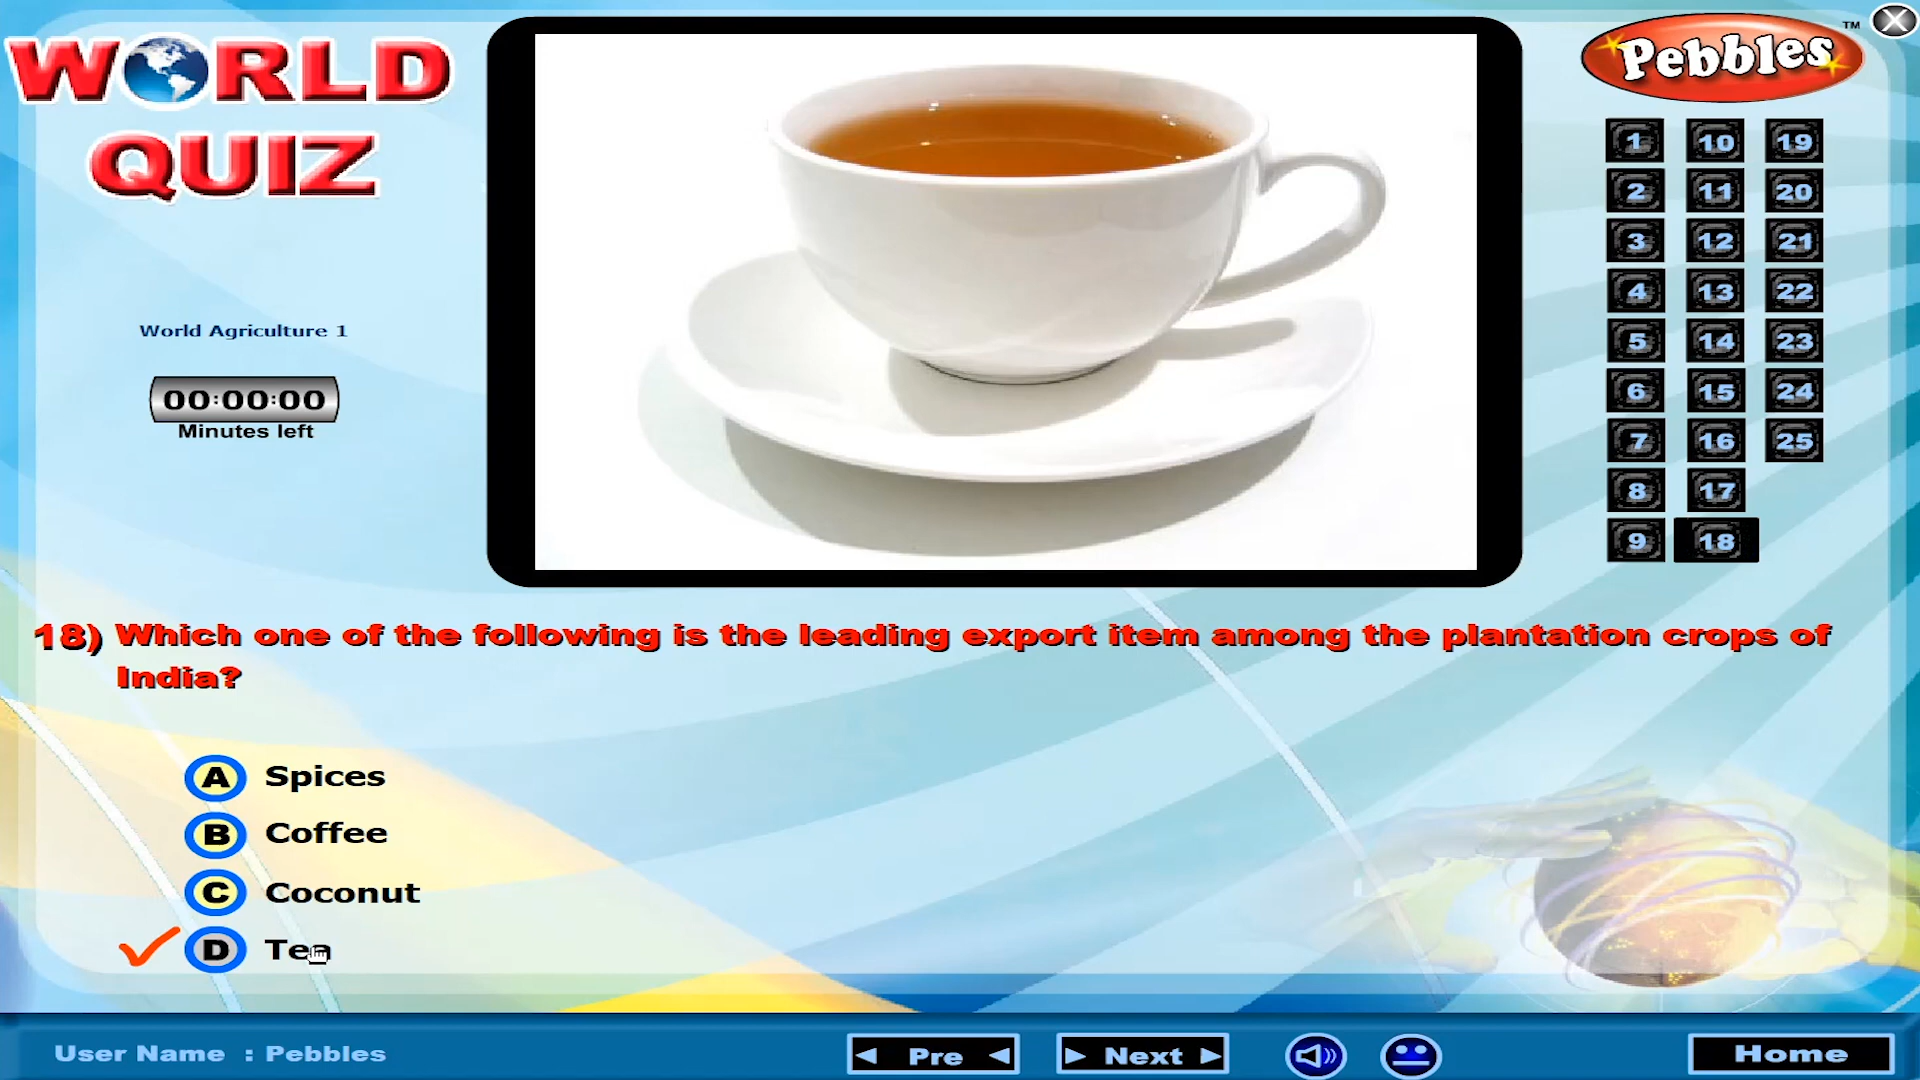 WORLD
QUIZ
World Agriculture 1
00:00:00
Minutes left
Pebbles TM
1 10 19
2 11 20
3 12 21
4 13 22
5 14 23
6 15 24
7 16 25
8 17
9 18
18) Which one of the following is the leading export item among the plantation crops of
India?
A Spices
B Coffee
C Coconut
D Tea
User Name : Pebbles
Pre
Next
Home